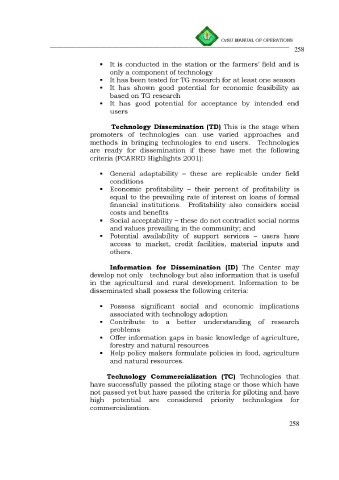 CvSU MANUAL OF OPERATIONS
258
▪ It is conducted in the station or the farmers' field and is
only a component of technology
▪ It has been tested for TG research for at least one season
▪ It has shown good potential for economic feasibility as
based on TG research
▪ It has good potential for acceptance by intended end
users
Technology Dissemination (TD) This is the stage when
promoters of technologies can use varied approaches and
methods in bringing technologies to end users. Technologies
are ready for dissemination if these have met the following
criteria (PCARRD Highlights 2001):
▪ General adaptability – these are replicable under field
conditions
▪ Economic profitability – their percent of profitability is
equal to the prevailing rate of interest on loans of formal
financial institutions. Profitability also considers social
costs and benefits
▪ Social acceptability – these do not contradict social norms
and values prevailing in the community; and
▪ Potential availability of support services – users have
access to market, credit facilities, material inputs and
others.
Information for Dissemination (ID) The Center may
develop not only technology but also information that is useful
in the agricultural and rural development. Information to be
disseminated shall possess the following criteria:
▪ Possess significant social and economic implications
associated with technology adoption
▪ Contribute to a better understanding of research
problems
▪ Offer information gaps in basic knowledge of agriculture,
forestry and natural resources
▪ Help policy makers formulate policies in food, agriculture
and natural resources.
Technology Commercialization (TC) Technologies that
have successfully passed the piloting stage or those which have
not passed yet but have passed the criteria for piloting and have
high potential are considered priority technologies for
commercialization.
258